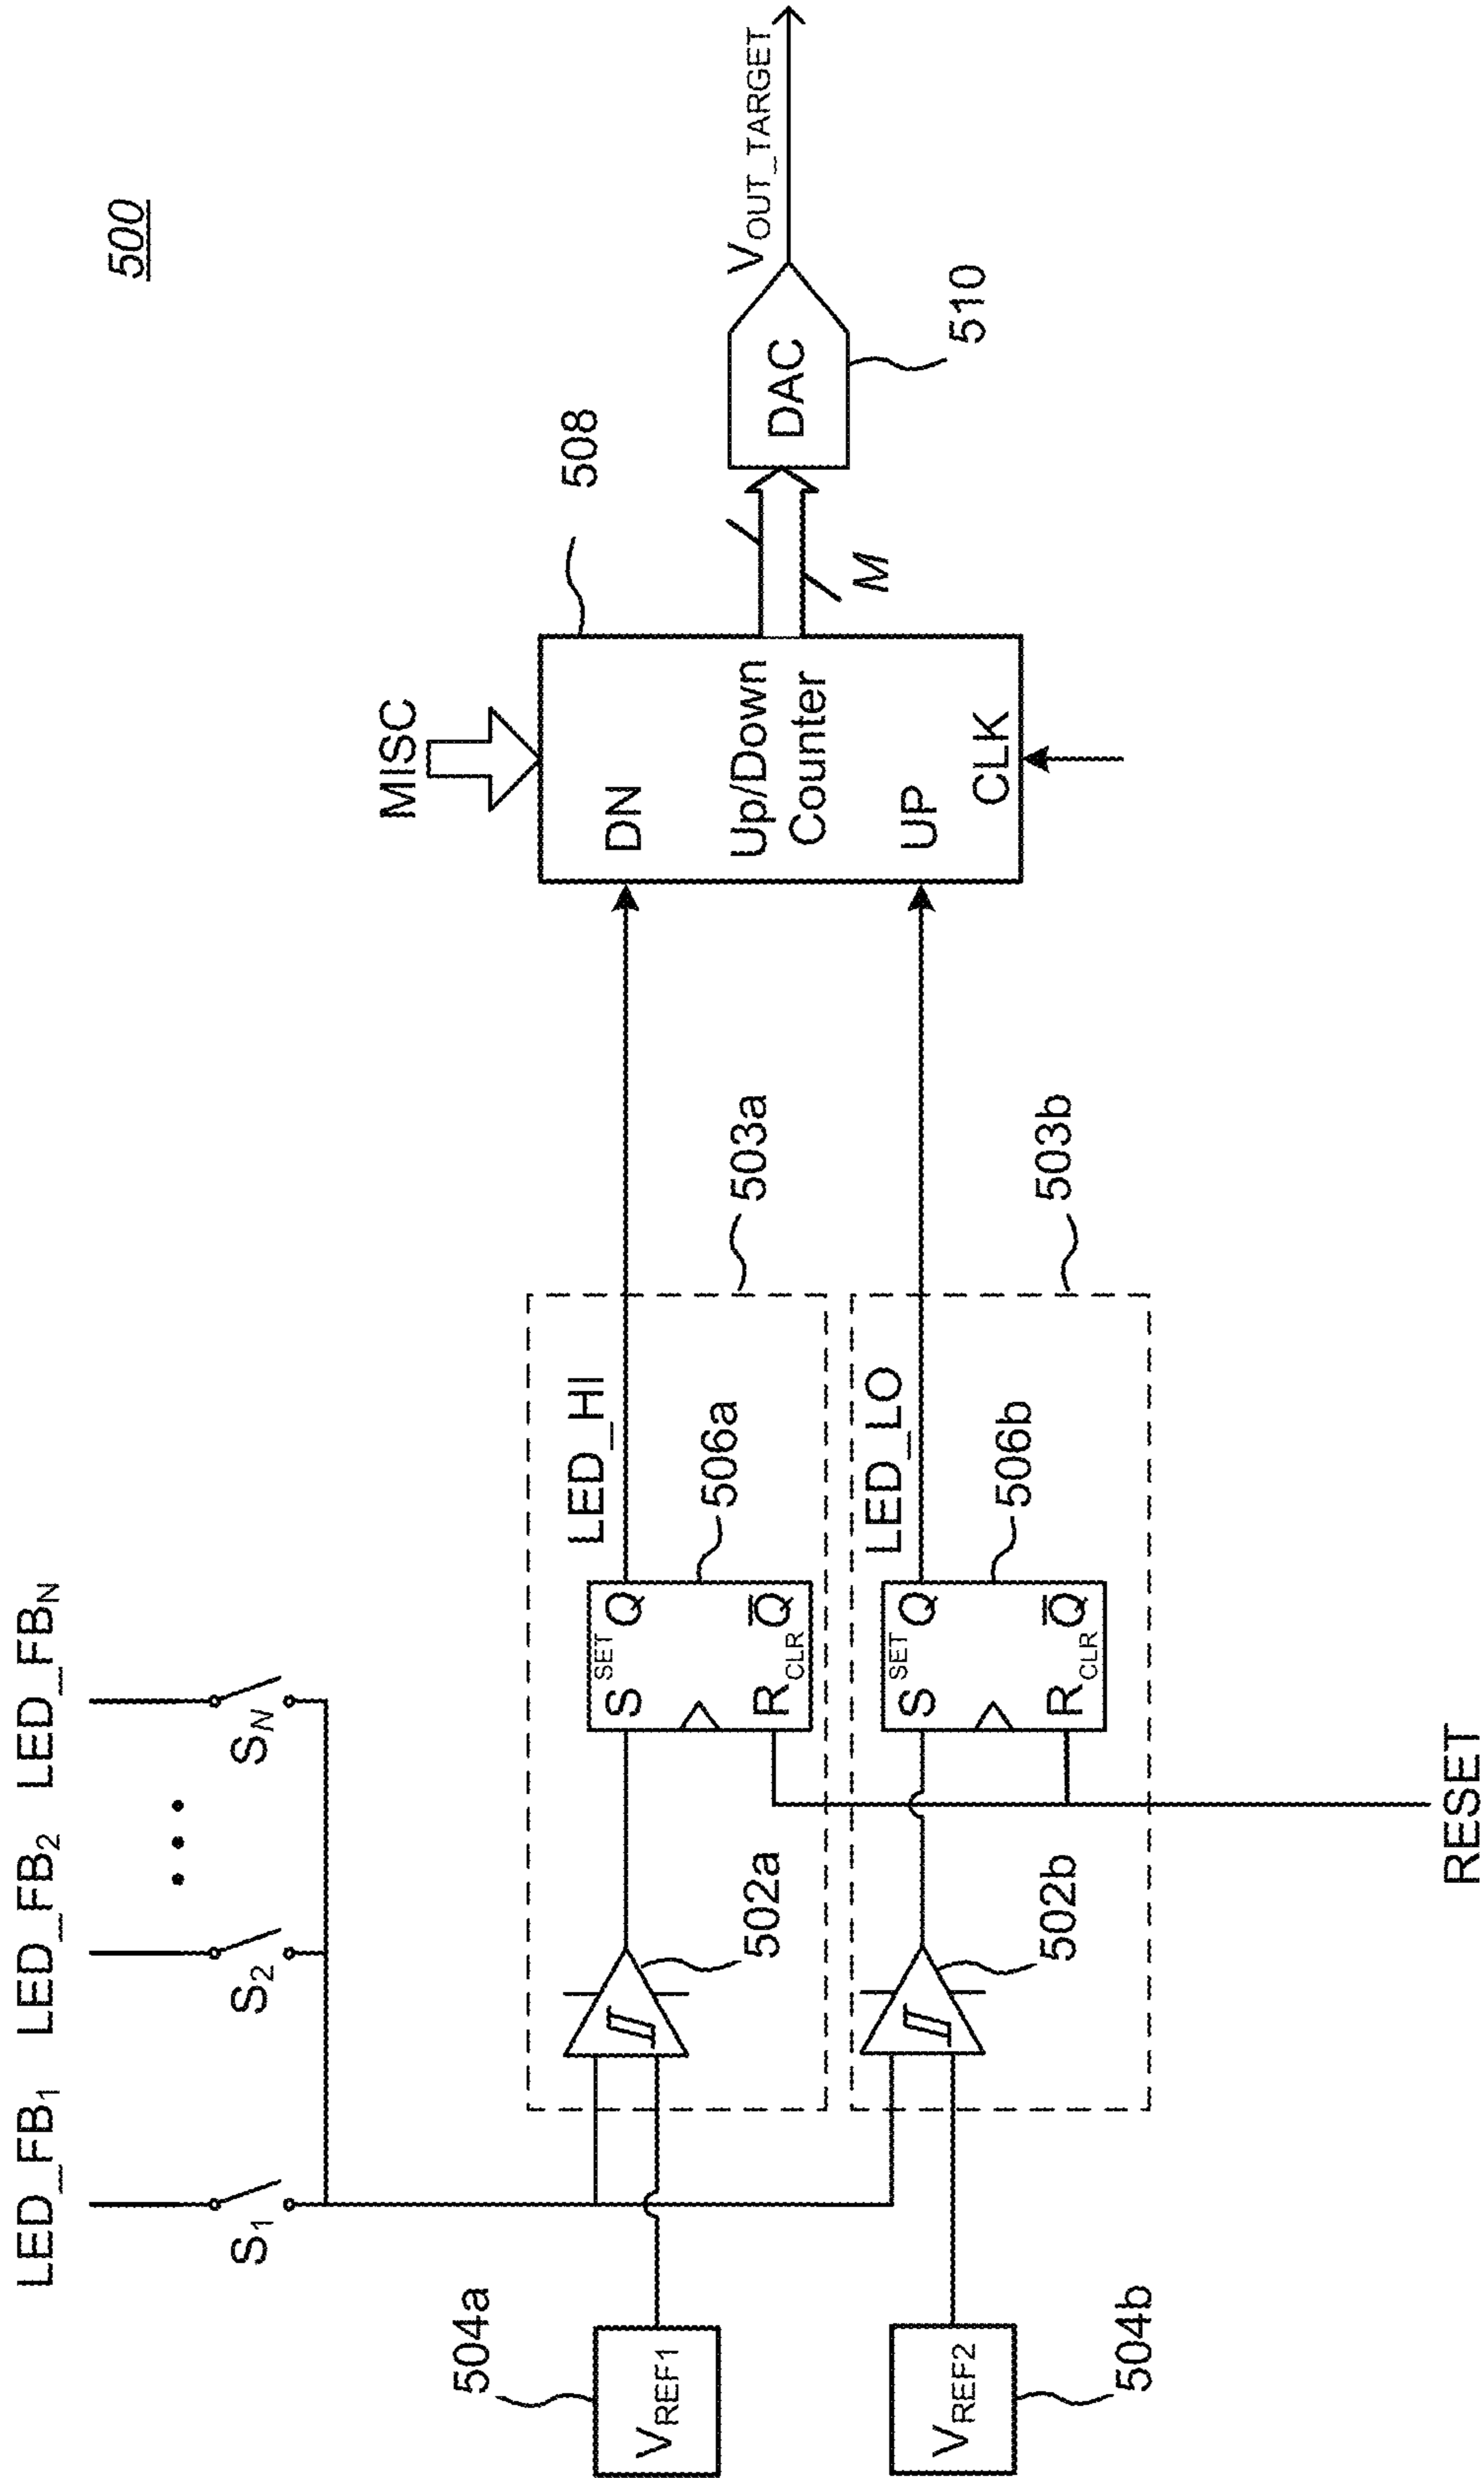 500
LED_FB1 LED_FB2 LED_FBN
S1 S2 SN
MISC
504a
VREF1
502a
S SET Q
R CLR Q
506a
LED_HI
503a
DN
Up/Down
Counter
UP
CLK
508
M
DAC
510
VOUT_TARGET
504b
VREF2
502b
S SET Q
R CLR Q
506b
LED_LO
503b
RESET